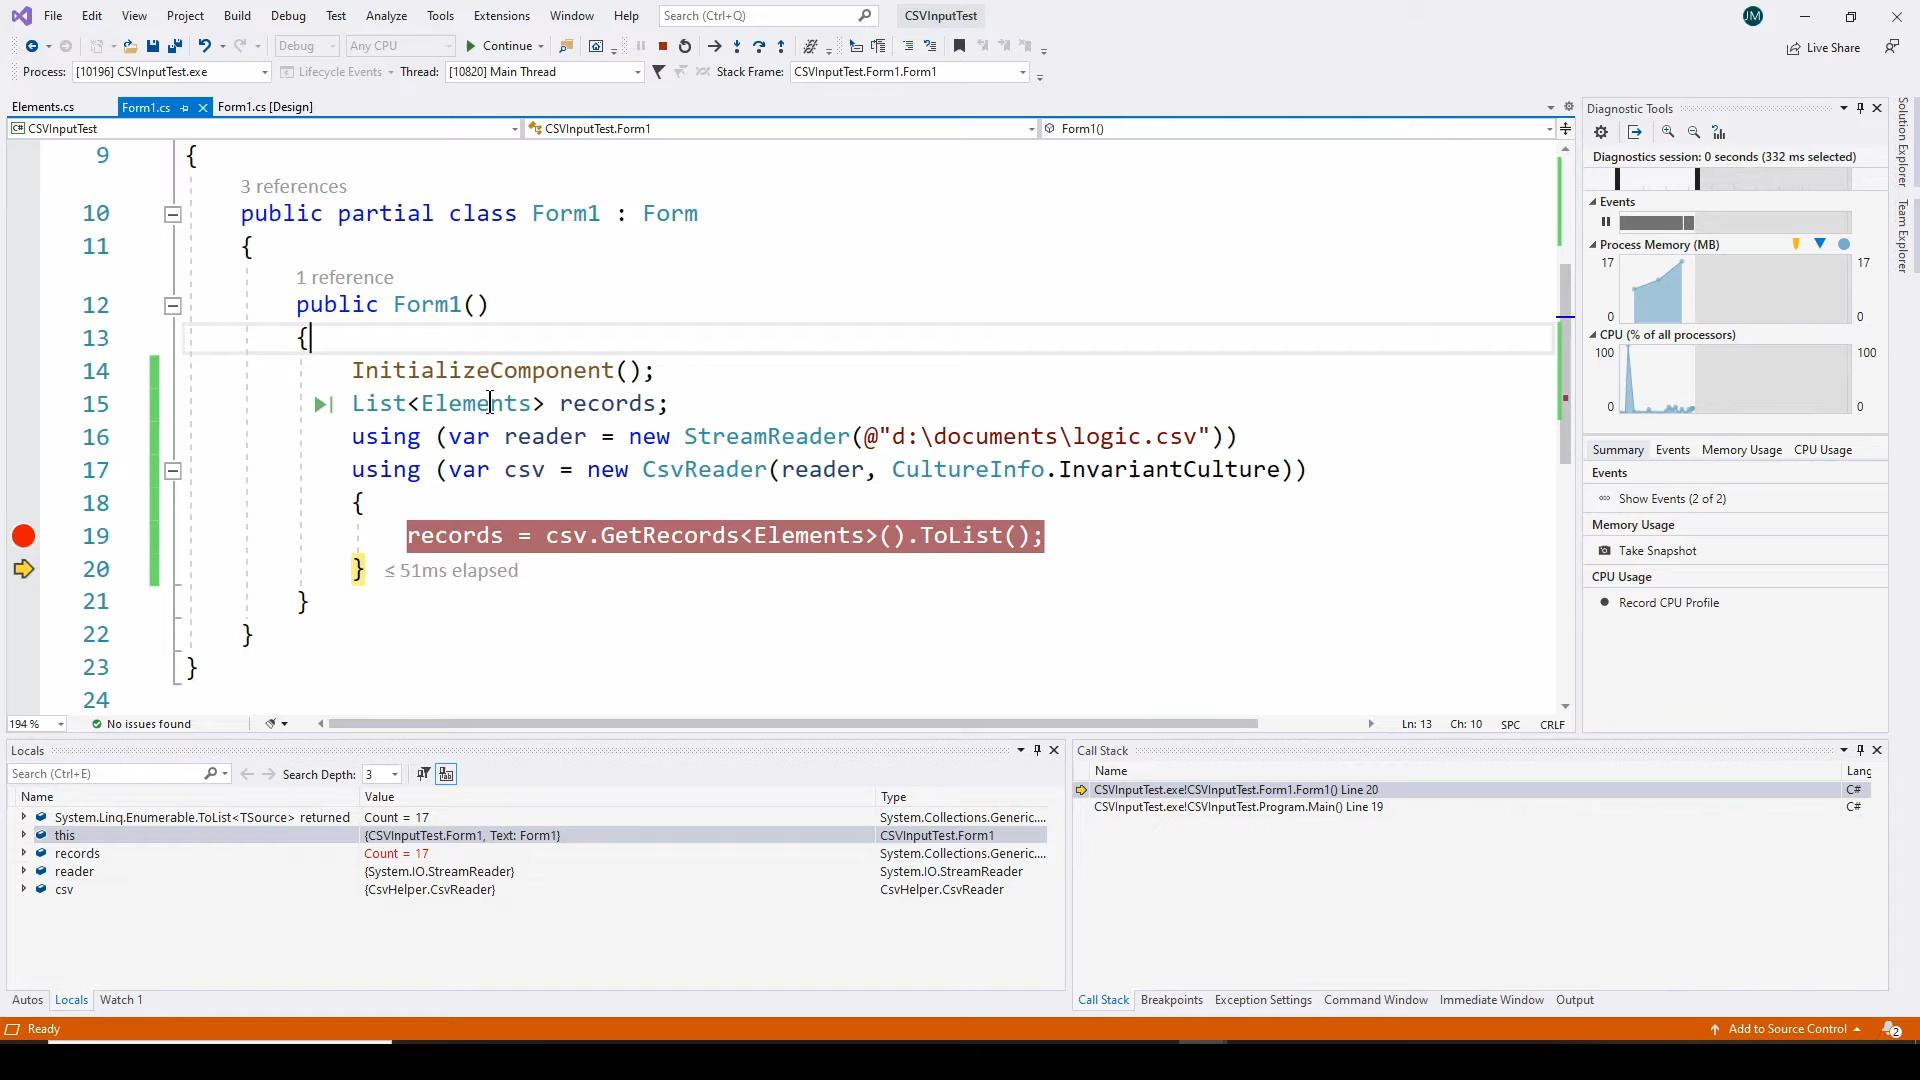 File Edit View Project Build Debug Test Analyze Tools Extensions Window Help Search (Ctrl+Q) CSVInputTest JM
Debug Any CPU Continue Live Share
Process: [10196] CSVInputTest.exe Lifecycle Events Thread: [10820] Main Thread Stack Frame: CSVInputTest.Form1.Form1
Elements.cs Form1.cs Form1.cs [Design]
CSVInputTest CSVInputTest.Form1 Form1()
9 {
3 references
10 public partial class Form1 : Form
11 {
1 reference
12 public Form1()
13 {
14 InitializeComponent();
15 List<Elements> records;
16 using (var reader = new StreamReader(@"d:\documents\logic.csv"))
17 using (var csv = new CsvReader(reader, CultureInfo.InvariantCulture))
18 {
19 records = csv.GetRecords<Elements>().ToList();
20 } ≤ 51ms elapsed
21 }
22 }
23 }
24
194 % No issues found Ln: 13 Ch: 10 SPC CRLF
Diagnostic Tools
Diagnostics session: 0 seconds (332 ms selected)
Events
Process Memory (MB)
17 17
0 0
CPU (% of all processors)
100 100
0 0
Summary Events Memory Usage CPU Usage
Events
Show Events (2 of 2)
Memory Usage
Take Snapshot
CPU Usage
Record CPU Profile
Solution Explorer
Team Explorer
Locals
Search (Ctrl+E) Search Depth: 3
Name Value Type
System.Linq.Enumerable.ToList<TSource> returned Count = 17 System.Collections.Generic....
this {CSVInputTest.Form1, Text: Form1} CSVInputTest.Form1
records Count = 17 System.Collections.Generic....
reader {System.IO.StreamReader} System.IO.StreamReader
csv {CsvHelper.CsvReader} CsvHelper.CsvReader
Autos Locals Watch 1
Call Stack
Name Lang
CSVInputTest.exe!CSVInputTest.Form1.Form1() Line 20 C#
CSVInputTest.exe!CSVInputTest.Program.Main() Line 19 C#
Call Stack Breakpoints Exception Settings Command Window Immediate Window Output
Ready Add to Source Control 2